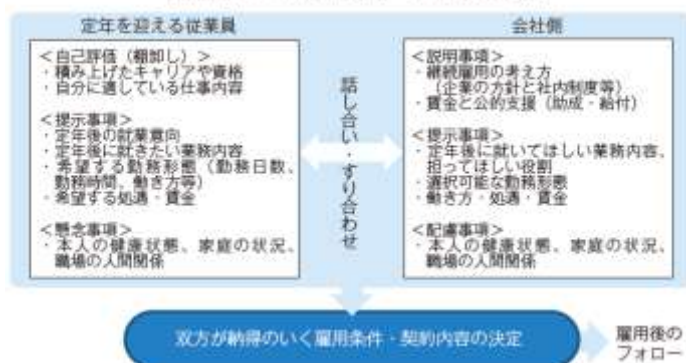 定年を迎える従業員
＜自己評価（棚卸し）＞
・積み上げたキャリアや資格
・自分に適している仕事内容
＜提示事項＞
・定年後の就業意向
・定年後に就きたい業務内容
・希望する勤務形態（勤務日数、
勤務時間、働き方等）
・希望する処遇・賃金
＜懸念事項＞
・本人の健康状態、家庭の状況、
職場の人間関係
話し合い・すり合わせ
会社側
＜説明事項＞
・継続雇用の考え方
（企業の方針と社内制度等）
・賃金と公的支援（助成・給付）
＜提示事項＞
・定年後に就いてほしい業務内容、
担ってほしい役割
・選択可能な勤務形態
・働き方・処遇・賃金
＜配慮事項＞
・本人の健康状態、家庭の状況、
職場の人間関係
双方が納得のいく雇用条件・契約内容の決定
雇用後の
フォロー